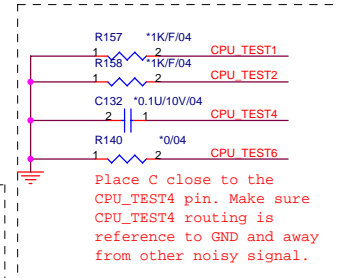 R157 *1K/F/04
1 2 CPU_TEST1
R158 *1K/F/04
1 2 CPU_TEST2
C132 *0.1U/10V/04
2 1 CPU_TEST4
R140 *0/04
1 2 CPU_TEST6
Place C close to the
CPU_TEST4 pin. Make sure
CPU_TEST4 routing is
reference to GND and away
from other noisy signal.